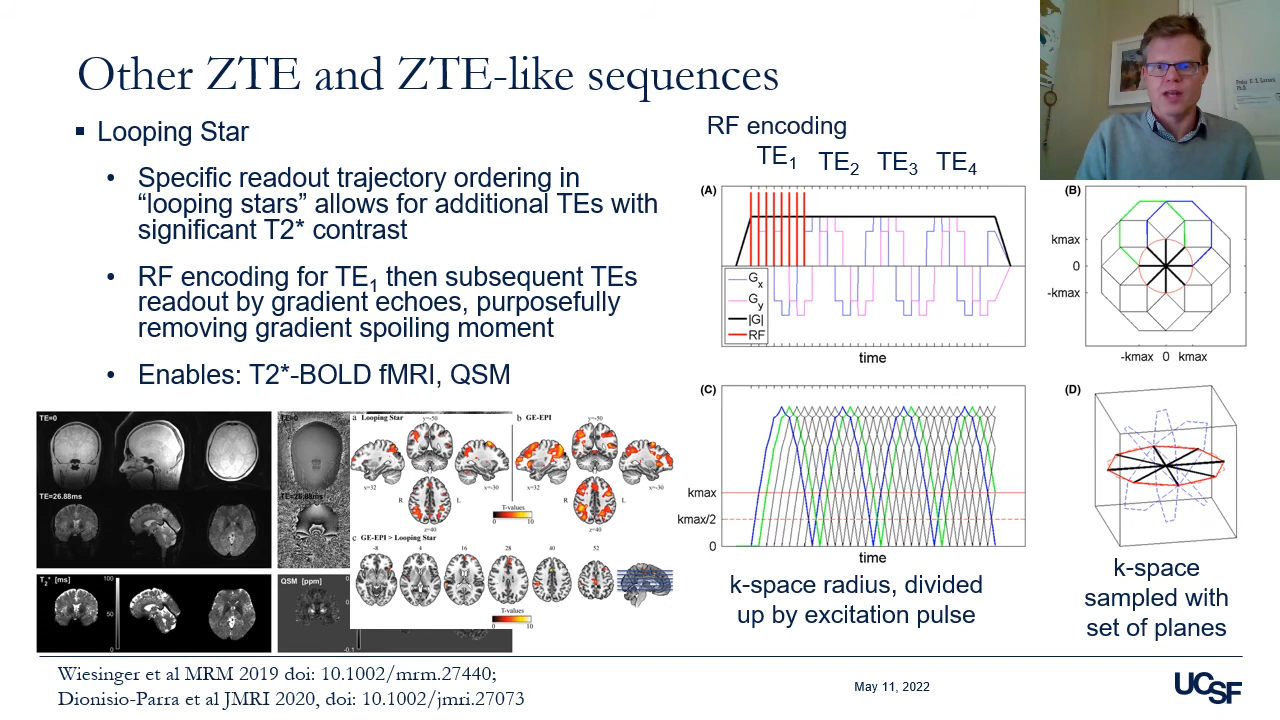 Other ZTE and ZTE-like sequences
▪ Looping Star
• Specific readout trajectory ordering in
“looping stars” allows for additional TEs with
significant T2* contrast
• RF encoding for TE1 then subsequent TEs
readout by gradient echoes, purposefully
removing gradient spoiling moment
• Enables: T2*-BOLD fMRI, QSM
RF encoding
TE1 TE2 TE3 TE4
(A)
Gx
Gy
|G|
RF
time
(B)
kmax
0
-kmax
-kmax 0 kmax
(C)
kmax
kmax/2
0
time
(D)
k-space radius, divided
up by excitation pulse
k-space
sampled with
set of planes
TE=0
TE=26.88ms
T2* [ms]
100
50
0
TE=0
QSM [ppm]
0
-0.1
a Looping Star
y=-50
x=32
x=-30
R
L
z=40
T-values
0 10
b GE-EPI
y=-50
x=32
x=-30
R
L
z=40
c GE-EPI > Looping Star
-8 4 16 28 40 52
T-values
0 10
Wiesinger et al MRM 2019 doi: 10.1002/mrm.27440;
Dionisio-Parra et al JMRI 2020, doi: 10.1002/jmri.27073
May 11, 2022
UCSF